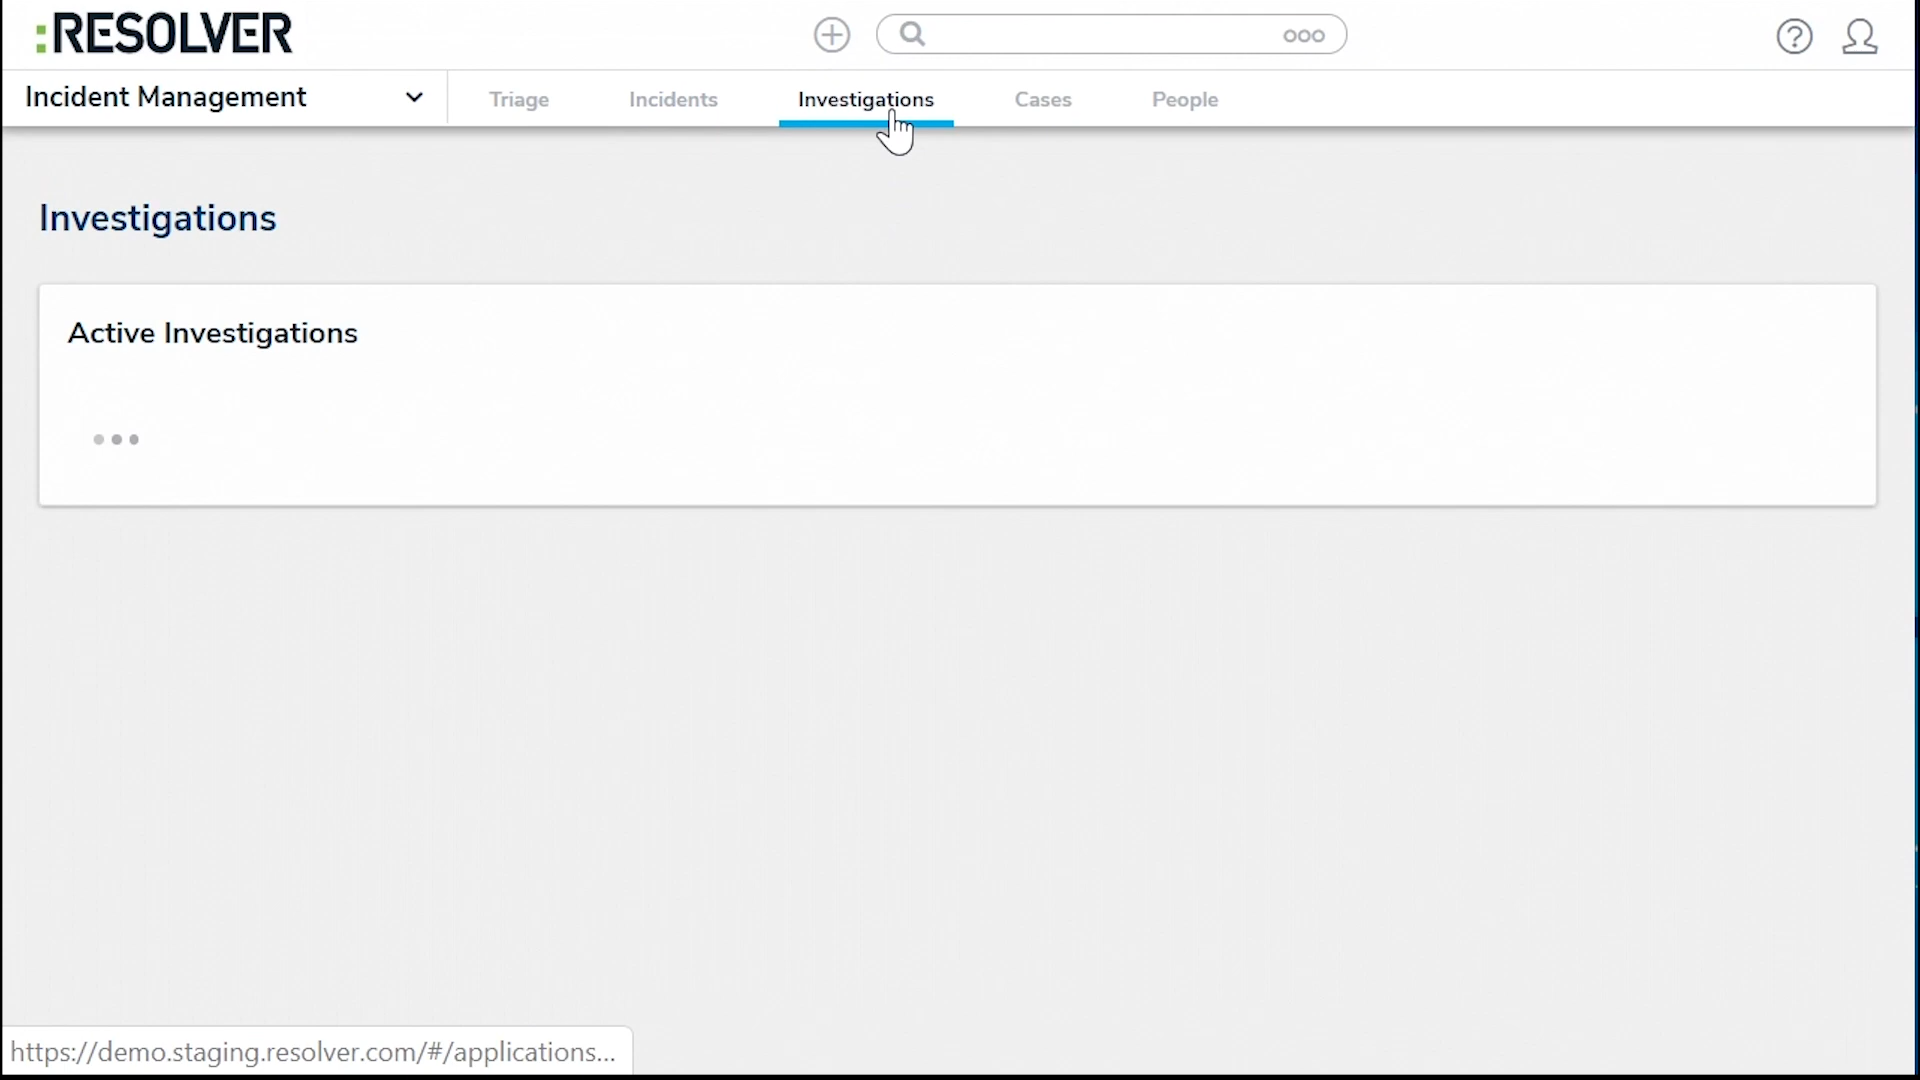 :RESOLVER
Incident Management
Triage
Incidents
Investigations
Cases
People
Investigations
Active Investigations
https://demo.staging.resolver.com/#/applications...